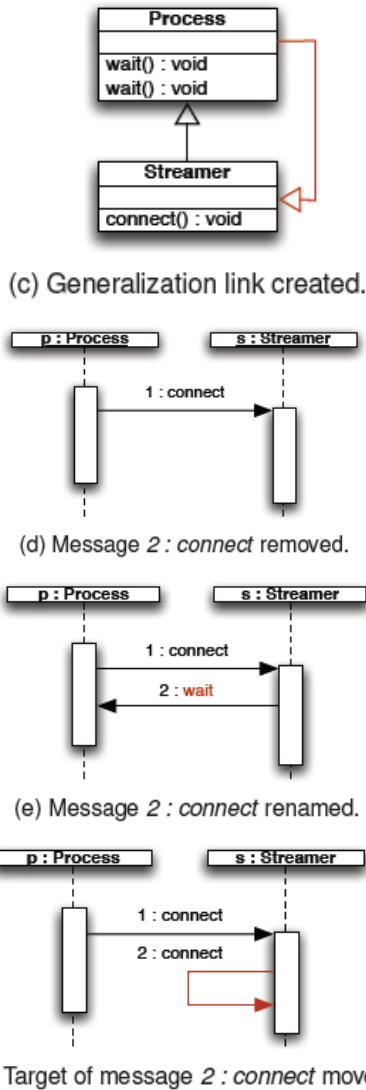 Process
wait() : void
wait() : void
Streamer
connect() : void
(c) Generalization link created.
p : Process s : Streamer
1 : connect
(d) Message 2 : connect removed.
p : Process s : Streamer
1 : connect
2 : wait
(e) Message 2 : connect renamed.
p : Process s : Streamer
1 : connect
2 : connect
Target of message 2 : connect